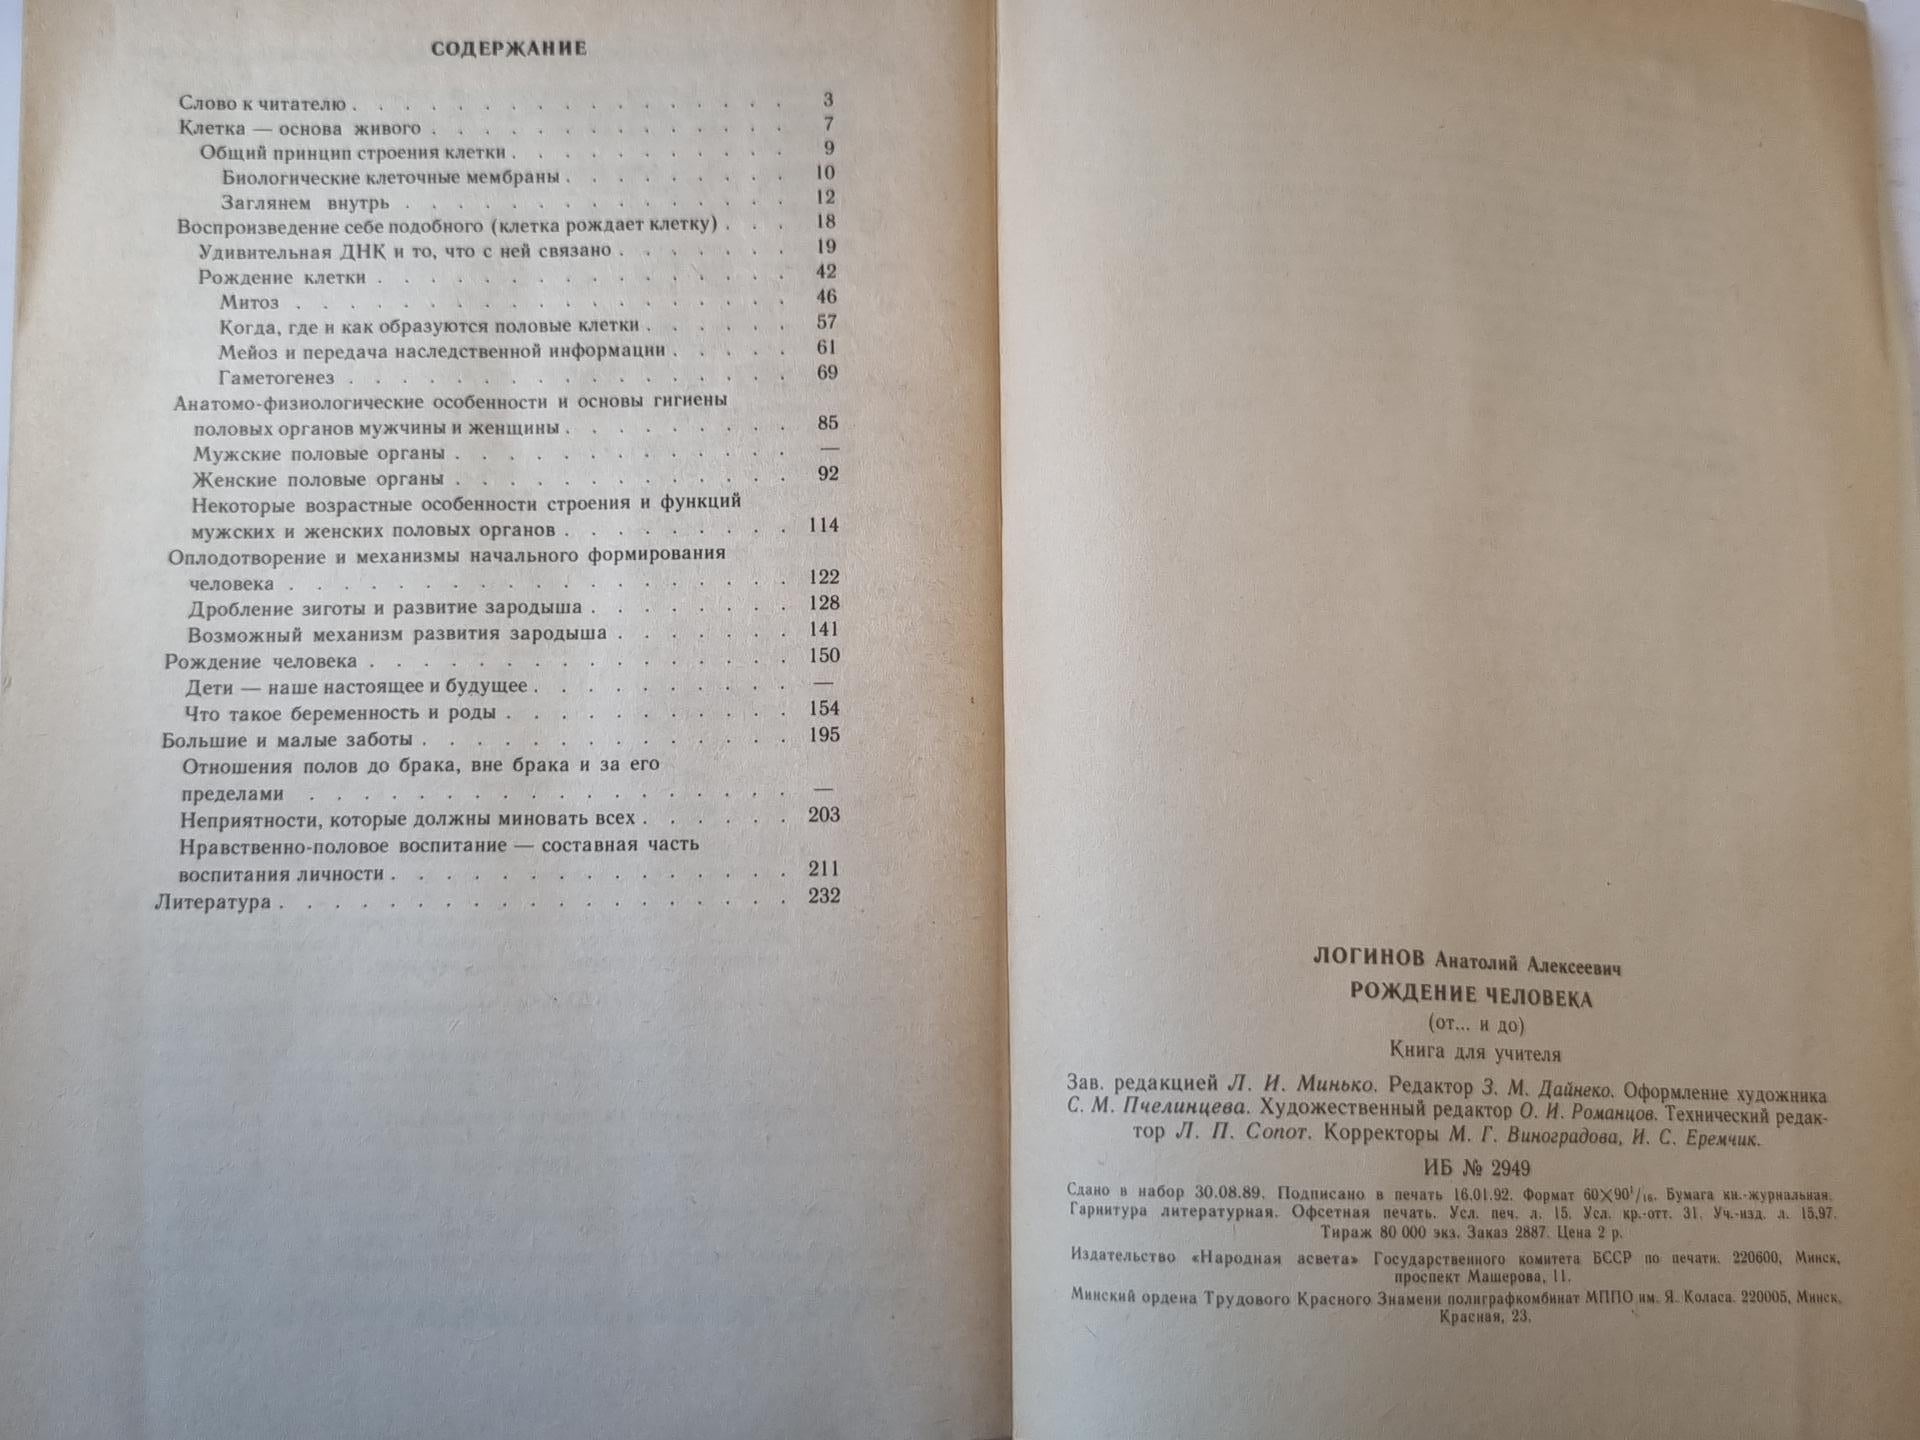 СОДЕРЖАНИЕ
Слово к читателю . . . . . . . . . . . . . . . . 3
Клетка — основа живого . . . . . . . . . . . . . 7
Общий принцип строения клетки . . . . . . . . . . 9
Биологические клеточные мембраны . . . . . . . . 10
Заглянем внутрь . . . . . . . . . . . . . . . 12
Воспроизведение себе подобного (клетка рождает клетку) . . . 18
Удивительная ДНК и то, что с ней связано . . . . . . 19
Рождение клетки . . . . . . . . . . . . . . . 42
Митоз . . . . . . . . . . . . . . . . . . 46
Когда, где и как образуются половые клетки . . . . . 57
Мейоз и передача наследственной информации . . . . 61
Гаметогенез . . . . . . . . . . . . . . . . 69
Анатомо-физиологические особенности и основы гигиены
половых органов мужчины и женщины . . . . . . . . 85
Мужские половые органы . . . . . . . . . . . . —
Женские половые органы . . . . . . . . . . . . 92
Некоторые возрастные особенности строения и функций
мужских и женских половых органов . . . . . . . . 114
Оплодотворение и механизмы начального формирования
человека . . . . . . . . . . . . . . . . . . 122
Дробление зиготы и развитие зародыша . . . . . . . 128
Возможный механизм развития зародыша . . . . . . 141
Рождение человека . . . . . . . . . . . . . . . 150
Дети — наше настоящее и будущее . . . . . . . . . —
Что такое беременность и роды . . . . . . . . . . 154
Большие и малые заботы . . . . . . . . . . . . . 195
Отношения полов до брака, вне брака и за его
пределами . . . . . . . . . . . . . . . . . —
Неприятности, которые должны миновать всех . . . . . 203
Нравственно-половое воспитание — составная часть
воспитания личности . . . . . . . . . . . . . . 211
Литература . . . . . . . . . . . . . . . . . . 232
ЛОГИНОВ Анатолий Алексеевич
РОЖДЕНИЕ ЧЕЛОВЕКА
(от... и до)
Книга для учителя
Зав. редакцией Л. И. Минько. Редактор З. М. Дайнеко. Оформление художника
С. М. Пчелинцева. Художественный редактор О. И. Романцов. Технический редак-
тор Л. П. Сопот. Корректоры М. Г. Виноградова, И. С. Еремчик.
ИБ № 2949
Сдано в набор 30.08.89. Подписано в печать 16.01.92. Формат 60×90¹/₁₆. Бумага кн.-журнальная.
Гарнитура литературная. Офсетная печать. Усл. печ. л. 15. Усл. кр.-отт. 31. Уч.-изд. л. 15,97.
Тираж 80 000 экз. Заказ 2887. Цена 2 р.
Издательство «Народная асвета» Государственного комитета БССР по печати. 220600, Минск,
проспект Машерова, 11.
Минский ордена Трудового Красного Знамени полиграфкомбинат МППО им. Я. Коласа. 220005, Минск,
Красная, 23.